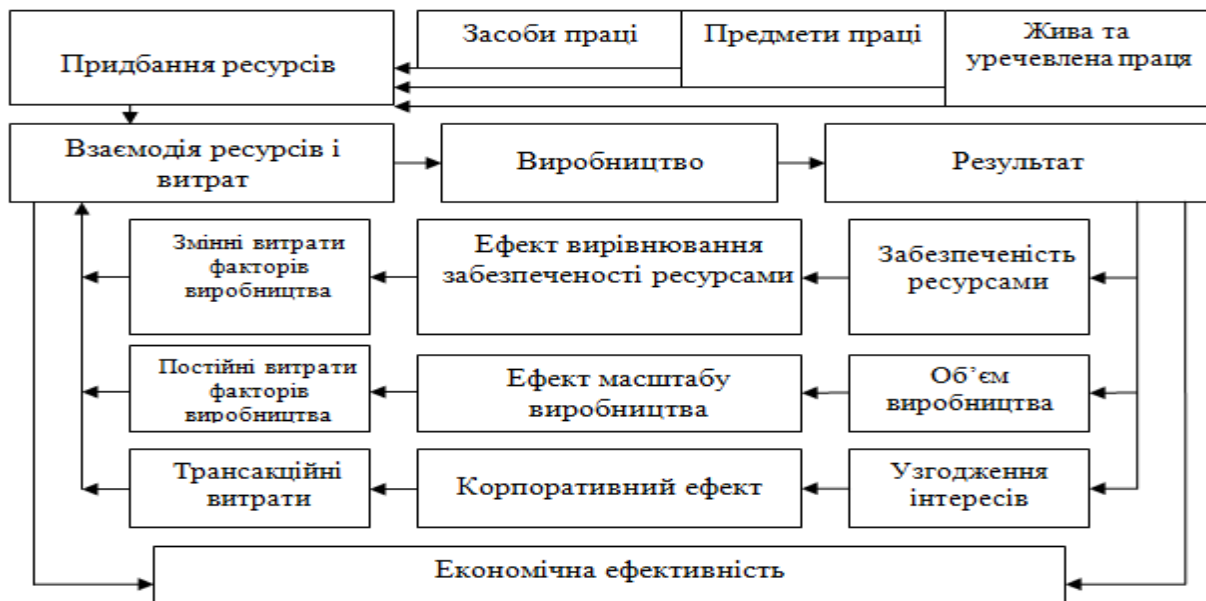 Придбання ресурсів
Засоби праці
Предмети праці
Жива та
уречевлена праця
Взаємодія ресурсів і
витрат
Виробництво
Результат
Змінні витрати
факторів
виробництва
Ефект вирівнювання
забезпеченості ресурсами
Забезпеченість
ресурсами
Постійні витрати
факторів
виробництва
Ефект масштабу
виробництва
Об’єм
виробництва
Трансакційні
витрати
Корпоративний ефект
Узгодження
інтересів
Економічна ефективність